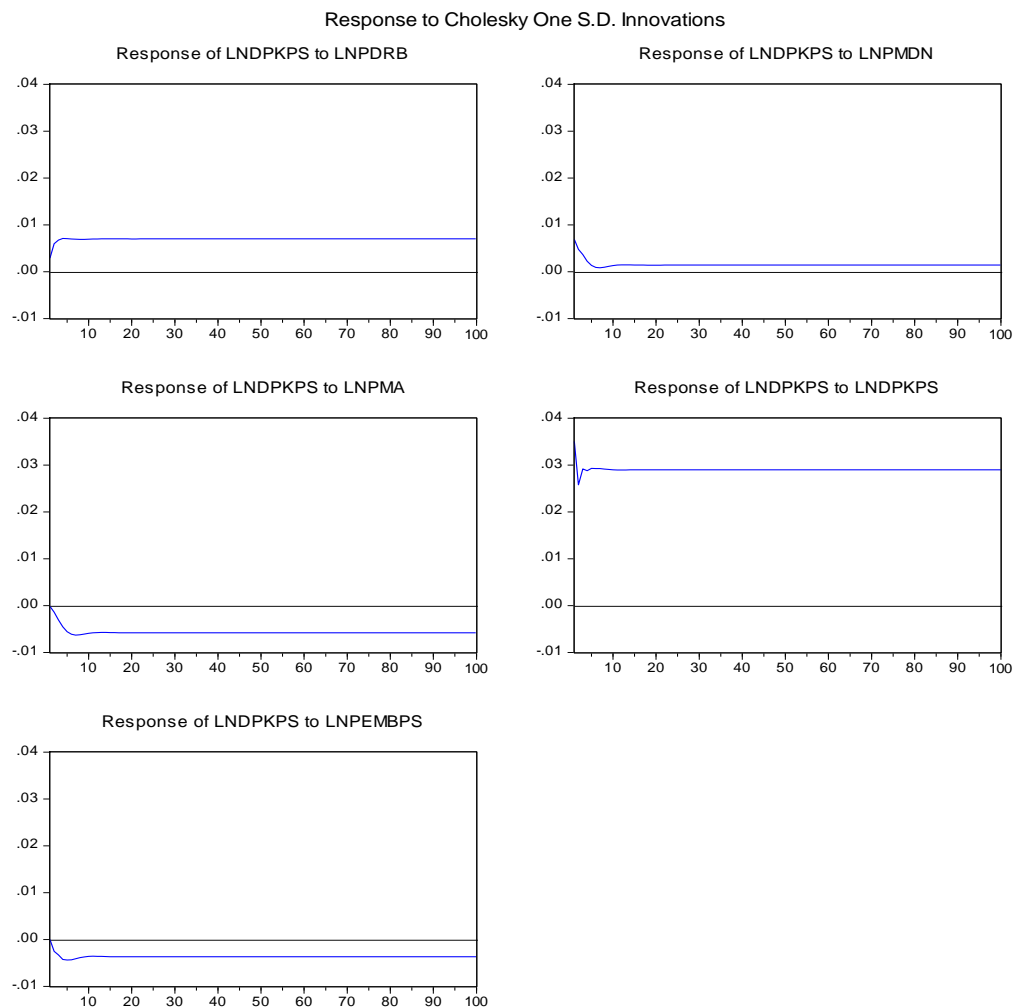 Response to Cholesky One S.D. Innovations
Response of LNDPKPS to LNPDRB
Response of LNDPKPS to LNPMDN
.04
.03
.02
.01
.00
-.01
10 20 30 40 50 60 70 80 90 100
.04
.03
.02
.01
.00
-.01
10 20 30 40 50 60 70 80 90 100
Response of LNDPKPS to LNPMA
Response of LNDPKPS to LNDPKPS
.04
.03
.02
.01
.00
-.01
10 20 30 40 50 60 70 80 90 100
.04
.03
.02
.01
.00
-.01
10 20 30 40 50 60 70 80 90 100
Response of LNDPKPS to LNPEMBPS
.04
.03
.02
.01
.00
-.01
10 20 30 40 50 60 70 80 90 100